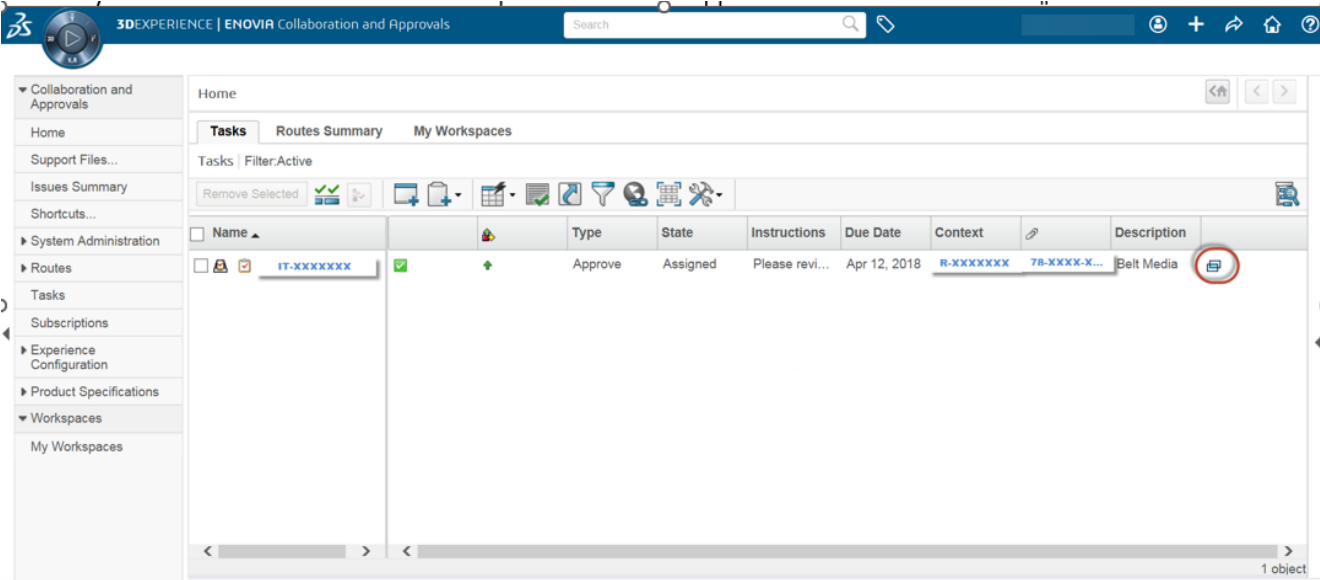 3DEXPERIENCE | ENOVIA Collaboration and Approvals
Search
Collaboration and
Approvals
Home
Support Files...
Issues Summary
Shortcuts...
System Administration
Routes
Tasks
Subscriptions
Experience
Configuration
Product Specifications
Workspaces
My Workspaces
Home
Tasks Routes Summary My Workspaces
Tasks | Filter:Active
Remove Selected
Name Type State Instructions Due Date Context Description
IT-XXXXXXX Approve Assigned Please revi... Apr 12, 2018 R-XXXXXXX 78-XXXX-X... Belt Media
1 object